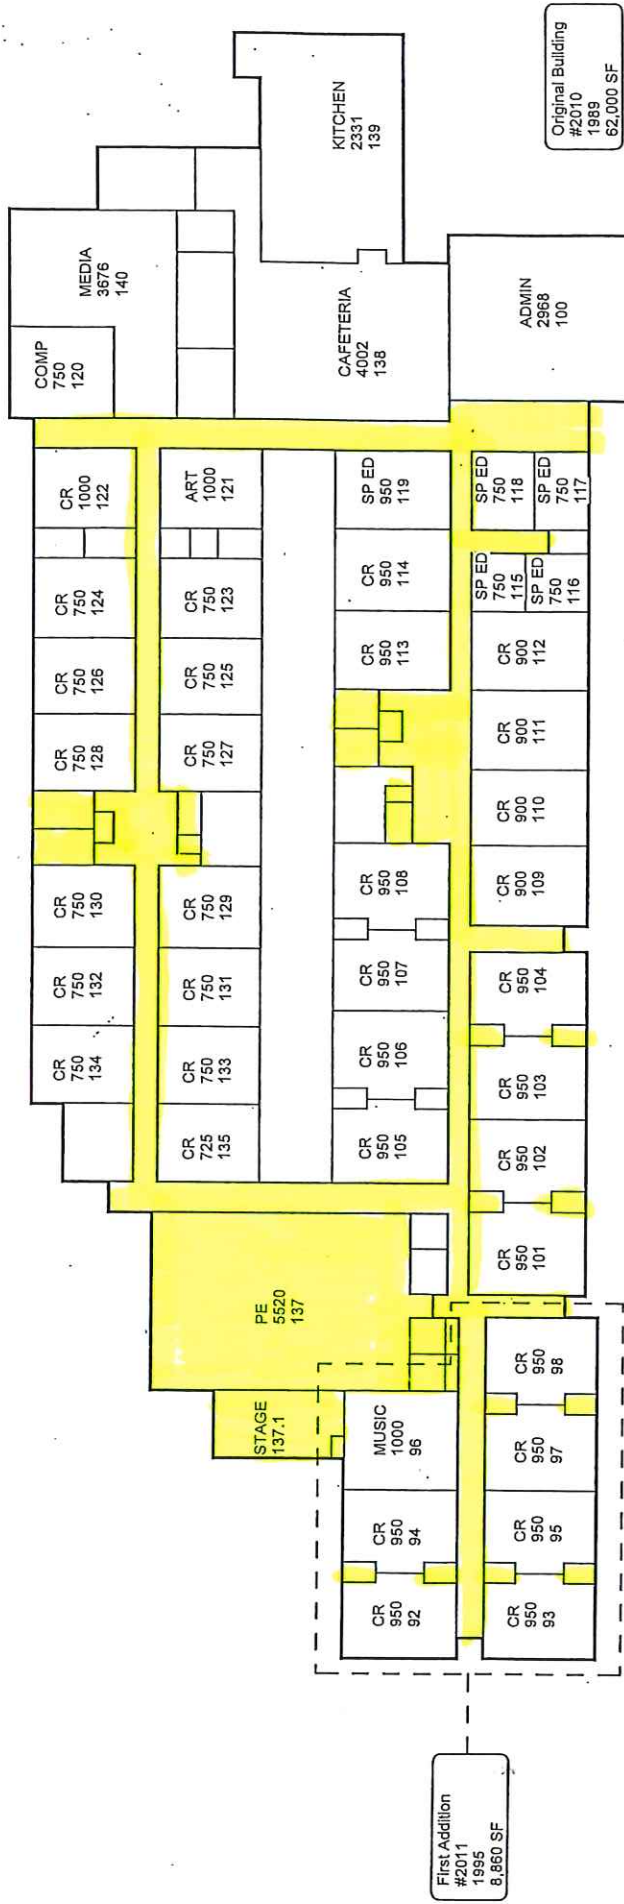 Original Building
#2010
1989
62,000 SF
KITCHEN
2331
139
MEDIA
3676
140
COMP
750
120
CAFETERIA
4002
138
ADMIN
2968
100
CR
1000
122
ART
1000
121
SP ED
950
119
SP ED
750
118
SP ED
750
117
CR
750
124
CR
750
123
CR
950
114
SP ED
750
115
SP ED
750
116
CR
750
126
CR
750
125
CR
950
113
CR
900
112
CR
750
128
CR
750
127
CR
900
111
CR
900
110
CR
750
130
CR
750
129
CR
950
108
CR
900
109
CR
750
132
CR
750
131
CR
950
107
CR
950
104
CR
750
134
CR
750
133
CR
950
106
CR
950
103
CR
725
135
CR
950
105
CR
950
102
CR
950
101
PE
5520
137
STAGE
137.1
MUSIC
1000
96
CR
950
98
CR
950
97
CR
950
94
CR
950
95
CR
950
92
CR
950
93
First Addition
#2011
1995
8,860 SF